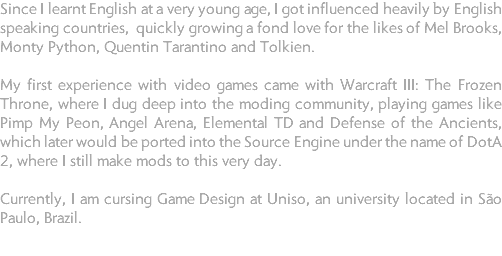 Since I learnt English at a very young age, I got influenced heavily by English
speaking countries, quickly growing a fond love for the likes of Mel Brooks,
Monty Python, Quentin Tarantino and Tolkien.
My first experience with video games came with Warcraft III: The Frozen
Throne, where I dug deep into the moding community, playing games like
Pimp My Peon, Angel Arena, Elemental TD and Defense of the Ancients,
which later would be ported into the Source Engine under the name of DotA
2, where I still make mods to this very day.
Currently, I am cursing Game Design at Uniso, an university located in São
Paulo, Brazil.